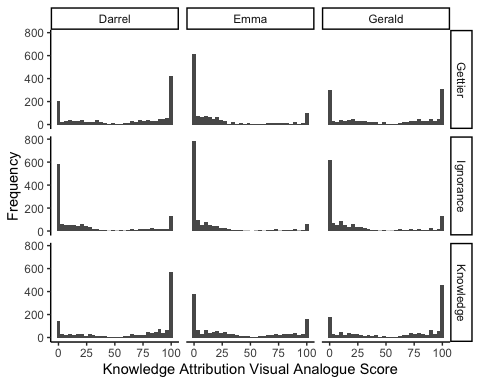 Darrel Emma Gerald
800
600
400
200
0
Gettier
800
600
400
200
0
Ignorance
800
600
400
200
0
Knowledge
Frequency
0 25 50 75 100 0 25 50 75 100 0 25 50 75 100
Knowledge Attribution Visual Analogue Score